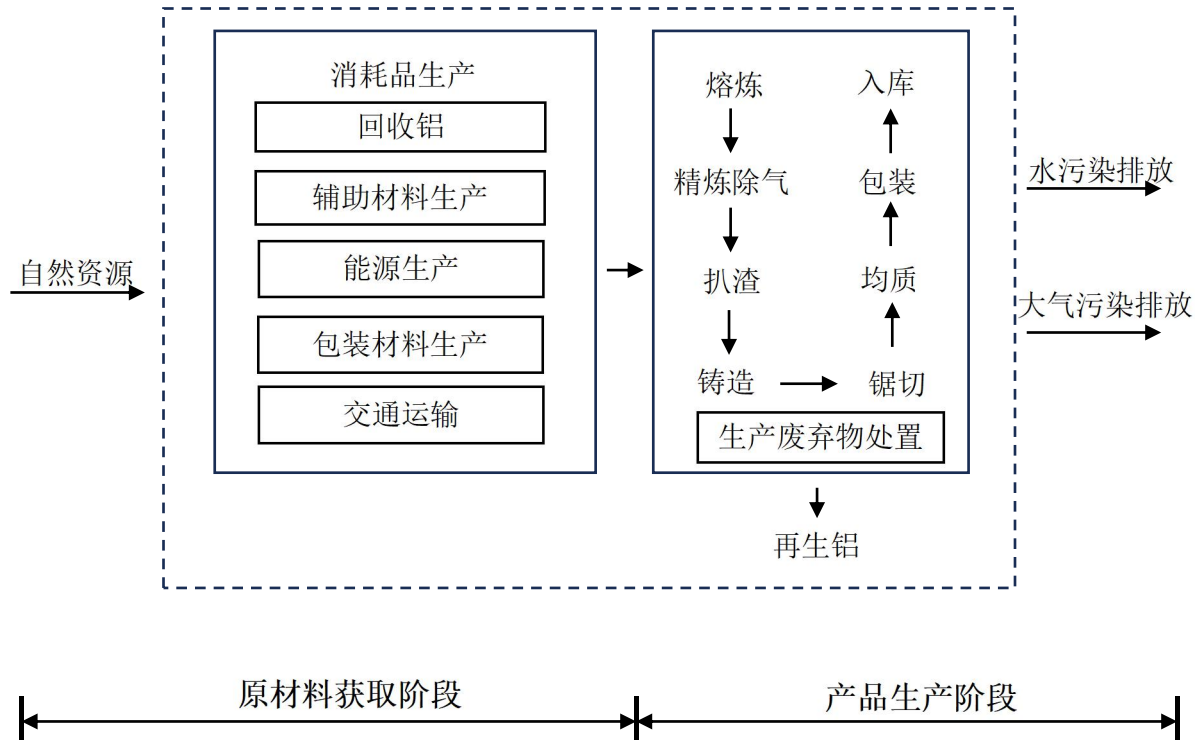 自然资源
消耗品生产
回收铝
辅助材料生产
能源生产
包装材料生产
交通运输
熔炼
精炼除气
扒渣
铸造
锯切
均质
包装
入库
生产废弃物处置
再生铝
水污染排放
大气污染排放
原材料获取阶段
产品生产阶段